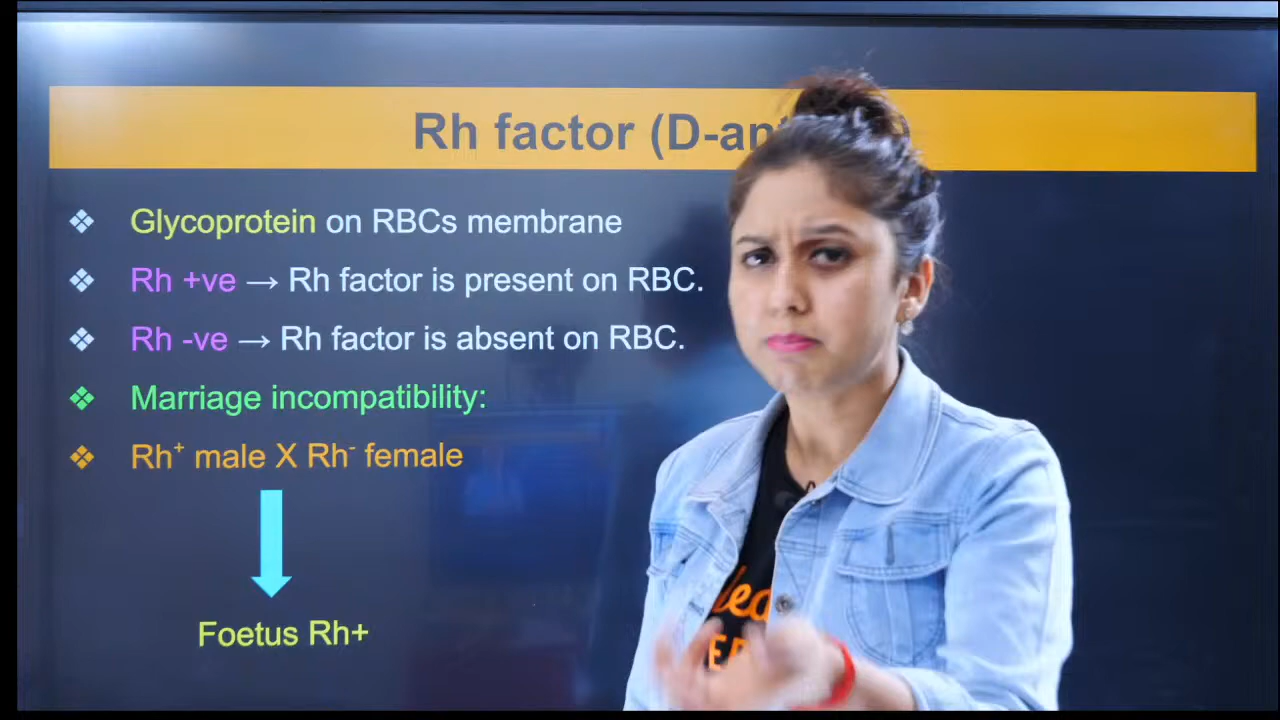 Rh factor (D-an
❖ Glycoprotein on RBCs membrane
❖ Rh +ve → Rh factor is present on RBC.
❖ Rh -ve → Rh factor is absent on RBC.
❖ Marriage incompatibility:
❖ Rh⁺ male X Rh⁻ female
Foetus Rh+